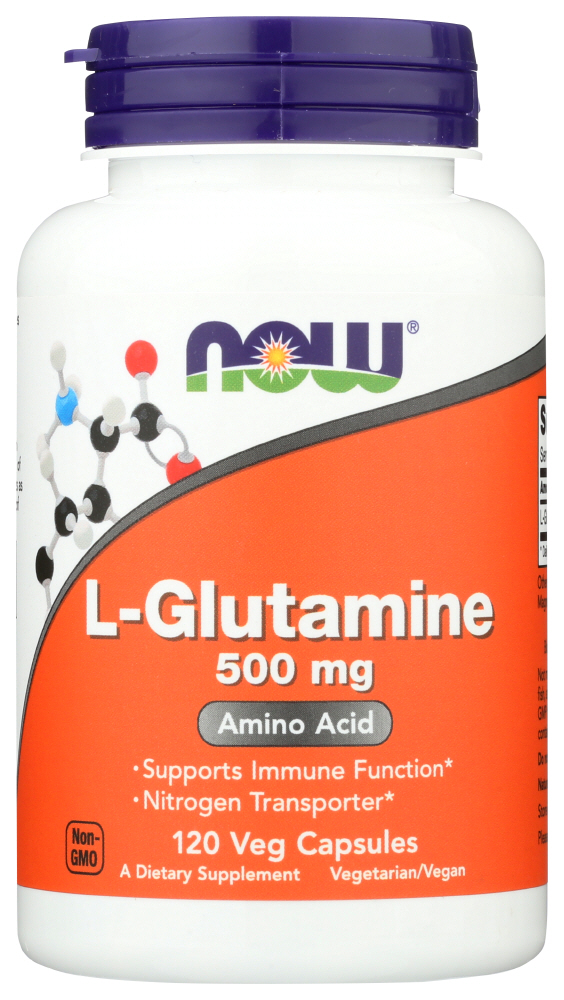 NOW®
L-Glutamine
500 mg
Amino Acid
•Supports Immune Function*
•Nitrogen Transporter*
Non-
GMO
120 Veg Capsules
A Dietary Supplement Vegetarian/Vegan